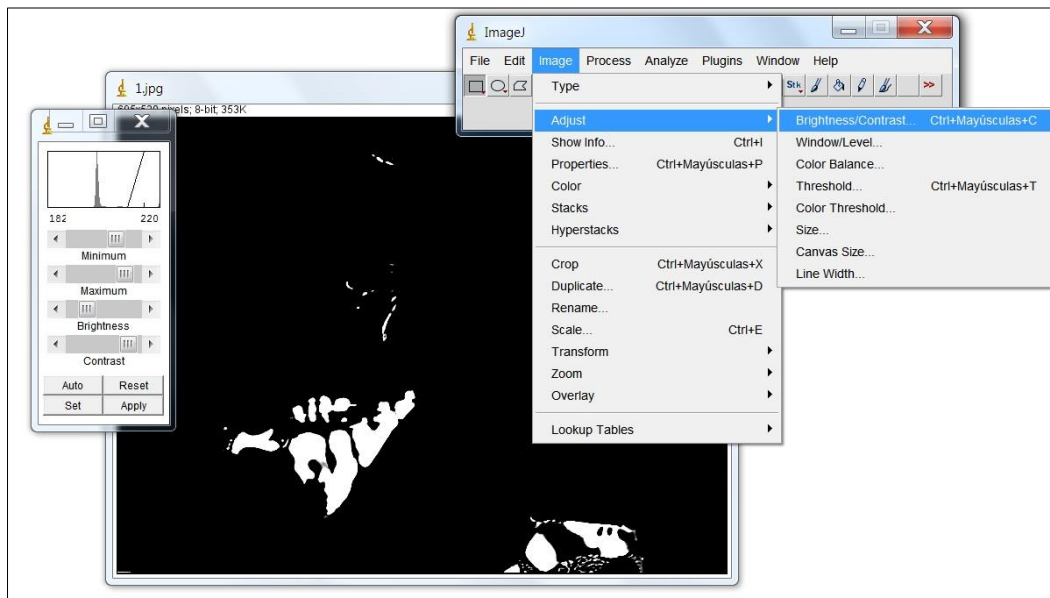 ImageJ
File Edit Image Process Analyze Plugins Window Help
Stk
>>
Type
Adjust
Show Info... Ctrl+I
Properties... Ctrl+Mayúsculas+P
Color
Stacks
Hyperstacks
Crop Ctrl+Mayúsculas+X
Duplicate... Ctrl+Mayúsculas+D
Rename...
Scale... Ctrl+E
Transform
Zoom
Overlay
Lookup Tables
Brightness/Contrast... Ctrl+Mayúsculas+C
Window/Level...
Color Balance...
Threshold... Ctrl+Mayúsculas+T
Color Threshold...
Size...
Canvas Size...
Line Width...
1.jpg
pixels; 8-bit; 353K
182 220
Minimum
Maximum
Brightness
Contrast
Auto Reset
Set Apply